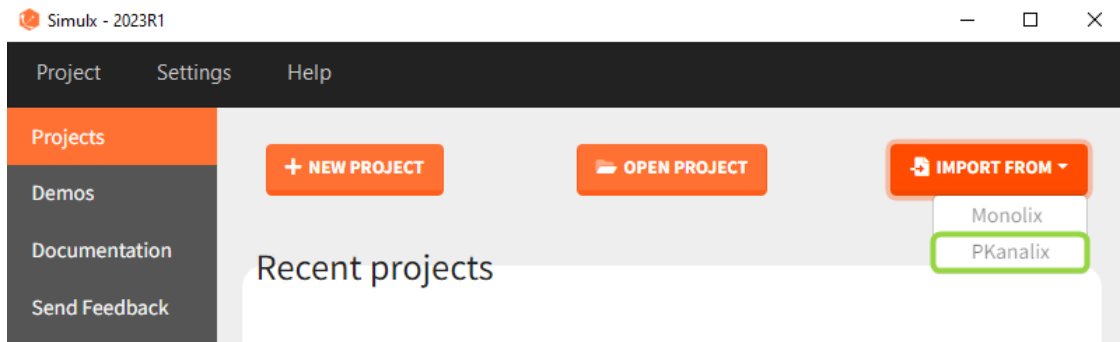 Simulx - 2023R1
Project Settings Help
Projects
Demos
Documentation
Send Feedback
NEW PROJECT
OPEN PROJECT
IMPORT FROM
Monolix
PKanalix
Recent projects